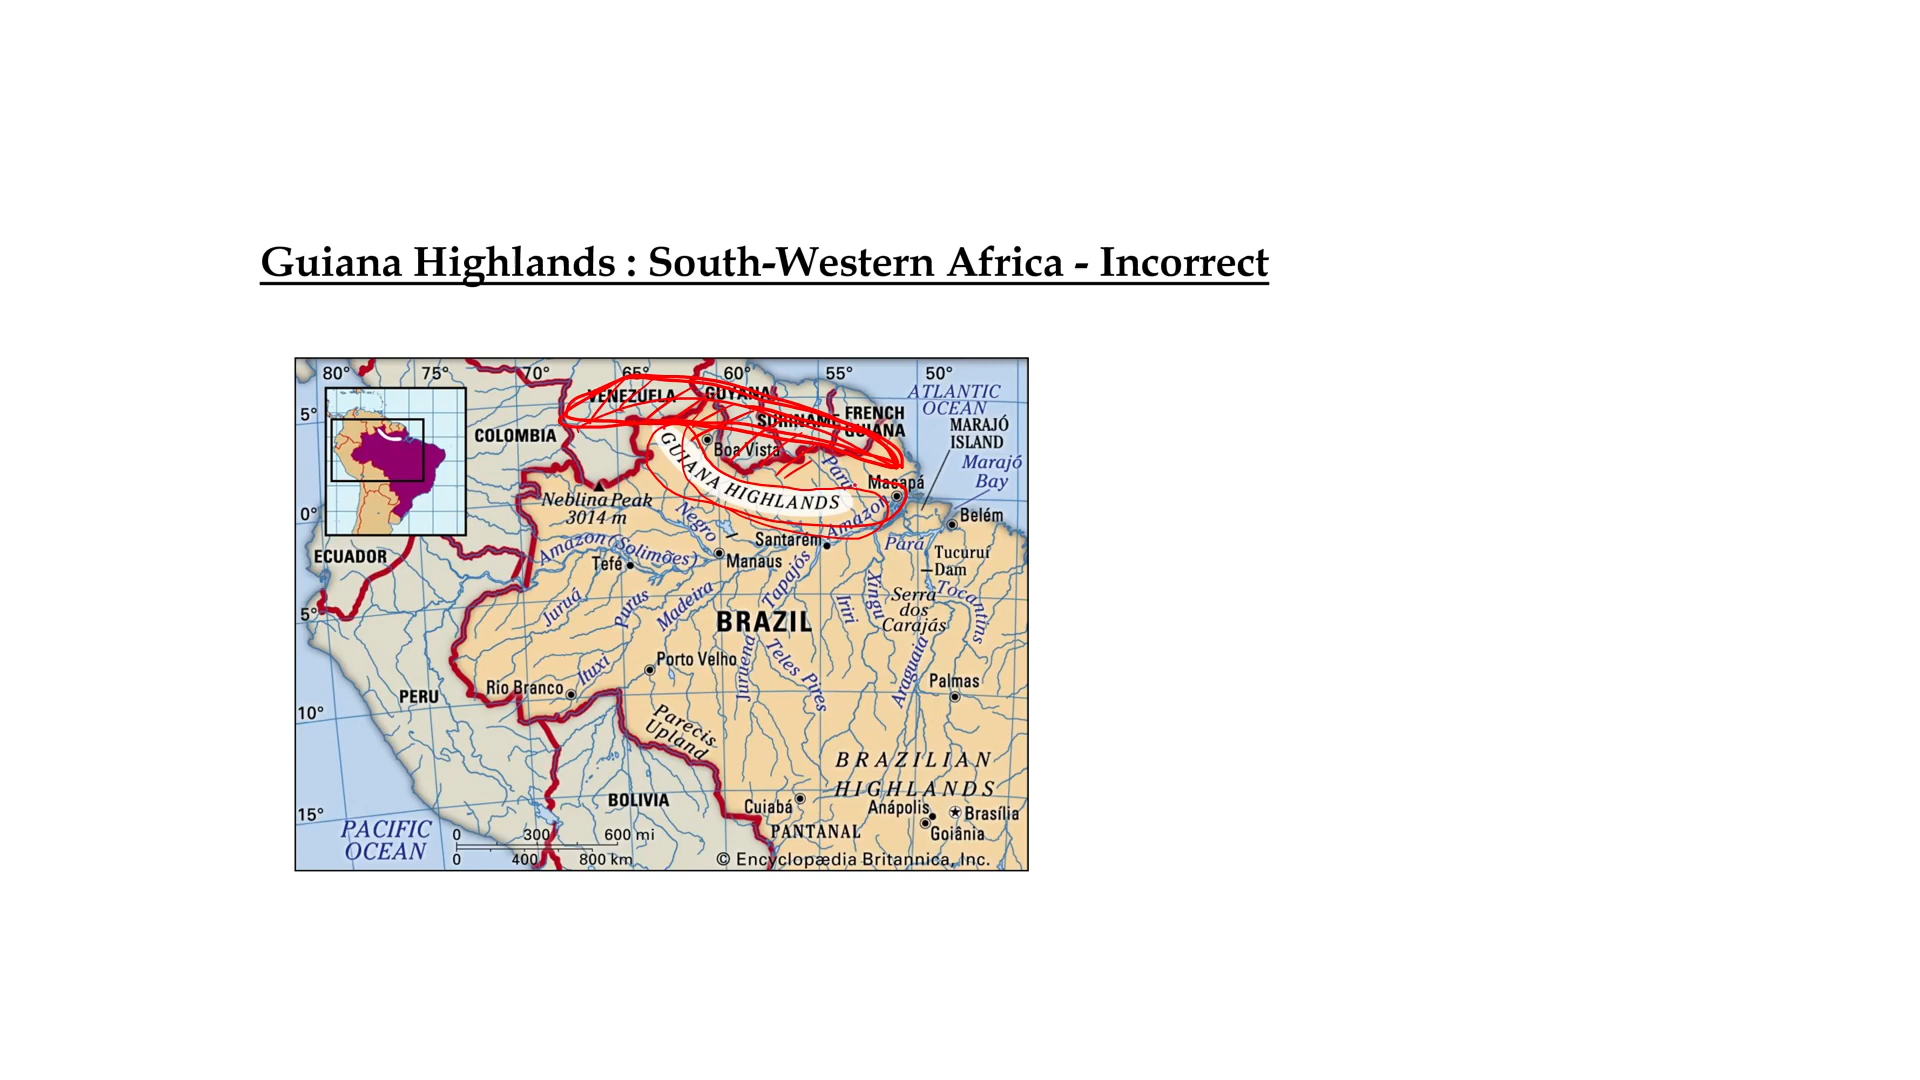 Guiana Highlands : South-Western Africa - Incorrect
80° 75° 70° 65° 60° 55° 50°
ATLANTIC
OCEAN
5°
VENEZUELA
GUYANA
SURINAME
FRENCH
GUIANA
MARAJÓ
ISLAND
COLOMBIA
Boa Vista
Marajó
Bay
GUIANA HIGHLANDS
Paru
Macapá
Neblina Peak
3014 m
0°
Negro
Amazon
Belém
Santarém
Pará
ECUADOR
Amazon (Solimões)
Tefé
Manaus
Tucuruí
Dam
Tapajós
Xingu
Serra
dos
Carajás
Tocantins
Juruá
Purus
Madeira
Iriri
5°
BRAZIL
Juruena
Teles Pires
Araguaia
Porto Velho
Ituxi
Rio Branco
Palmas
PERU
10°
Parecis
Upland
BRAZILIAN
HIGHLANDS
BOLIVIA
Cuiabá
Anápolis
Brasília
Goiânia
15°
PACIFIC
OCEAN
PANTANAL
0 300 600 mi
0 400 800 km
© Encyclopædia Britannica, Inc.